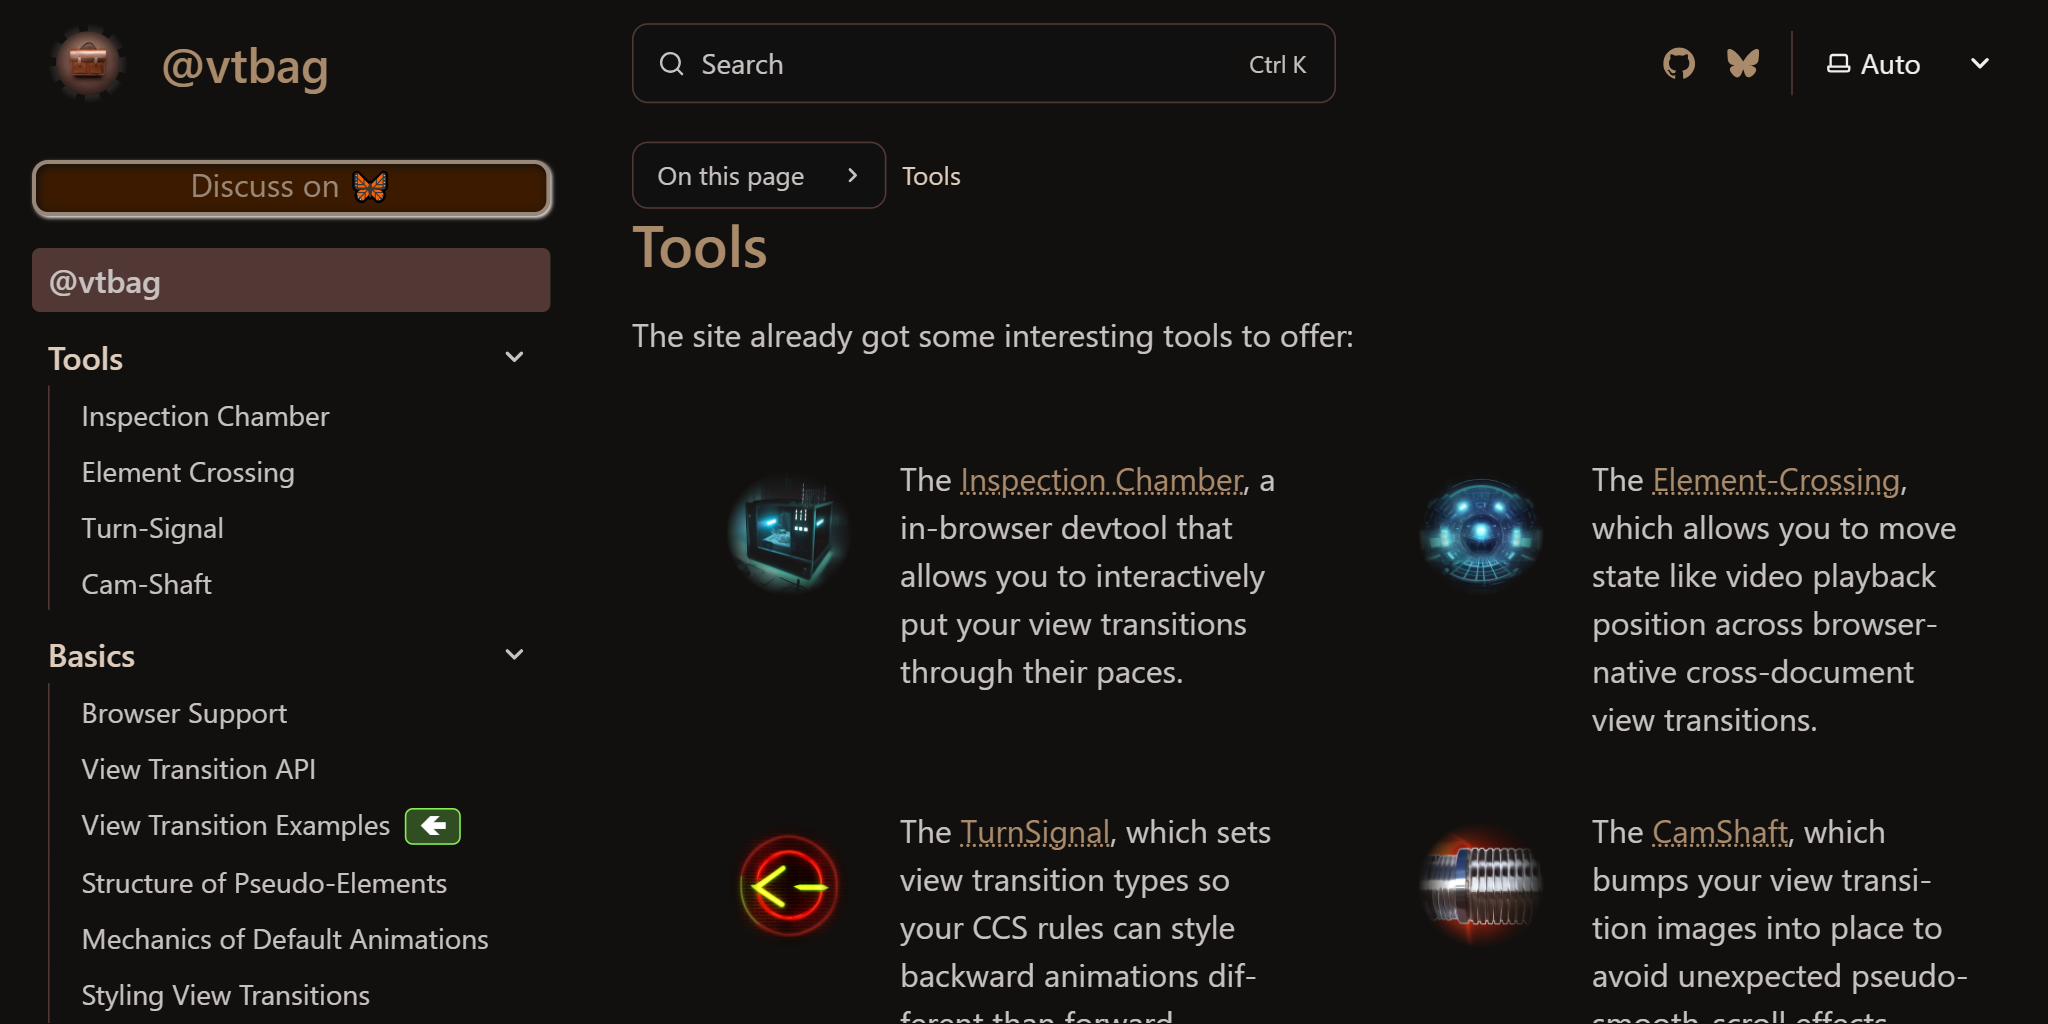 @vtbag
Search
Ctrl K
Auto
Discuss on
@vtbag
Tools
Inspection Chamber
Element Crossing
Turn-Signal
Cam-Shaft
Basics
Browser Support
View Transition API
View Transition Examples
Structure of Pseudo-Elements
Mechanics of Default Animations
Styling View Transitions
On this page
Tools
Tools
The site already got some interesting tools to offer:
The Inspection Chamber, a
in-browser devtool that
allows you to interactively
put your view transitions
through their paces.
The Element-Crossing,
which allows you to move
state like video playback
position across browser-
native cross-document
view transitions.
The TurnSignal, which sets
view transition types so
your CCS rules can style
backward animations dif-
ferent than forward
The CamShaft, which
bumps your view transi-
tion images into place to
avoid unexpected pseudo-
smooth-scroll effects.